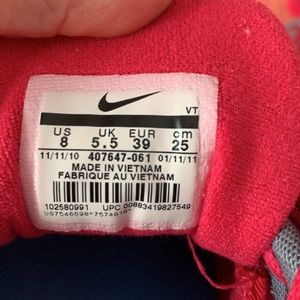 VT
US UK EUR cm
8 5.5 39 25
11/11/10 407647-061 01/11/11
MADE IN VIETNAM
FABRIQUE AU VIETNAM
102580991 UPC 00883419827549